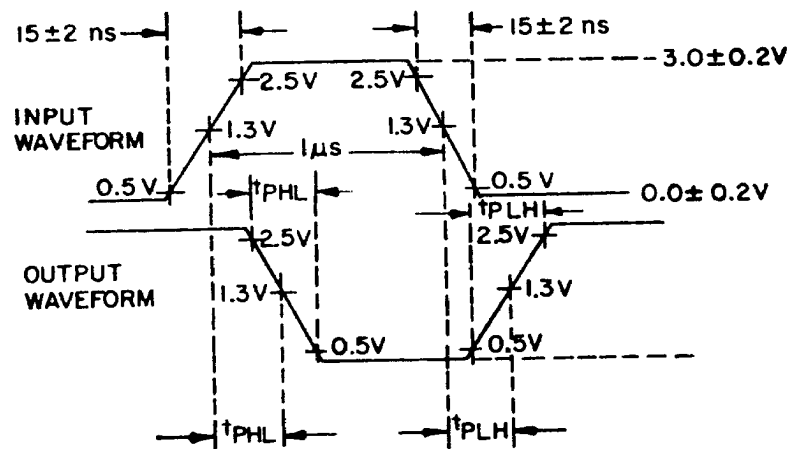 15±2 ns
15±2 ns
2.5V
2.5V
3.0±0.2V
INPUT
WAVEFORM
1.3V
1.3V
1µs
0.5V
tPHL
0.5V
0.0±0.2V
tPLH
2.5V
2.5V
OUTPUT
WAVEFORM
1.3V
1.3V
0.5V
0.5V
tPHL
tPLH